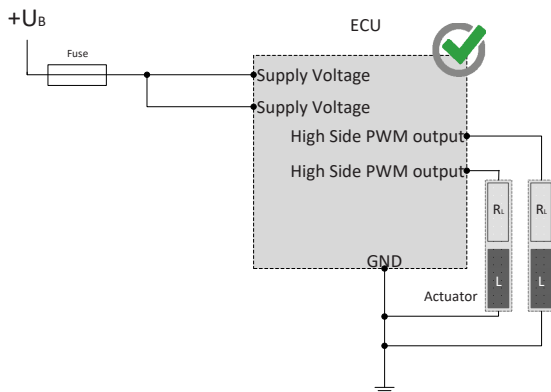 +UB
ECU
Fuse
Supply Voltage
Supply Voltage
High Side PWM output
High Side PWM output
RL
RL
GND
L
L
Actuator